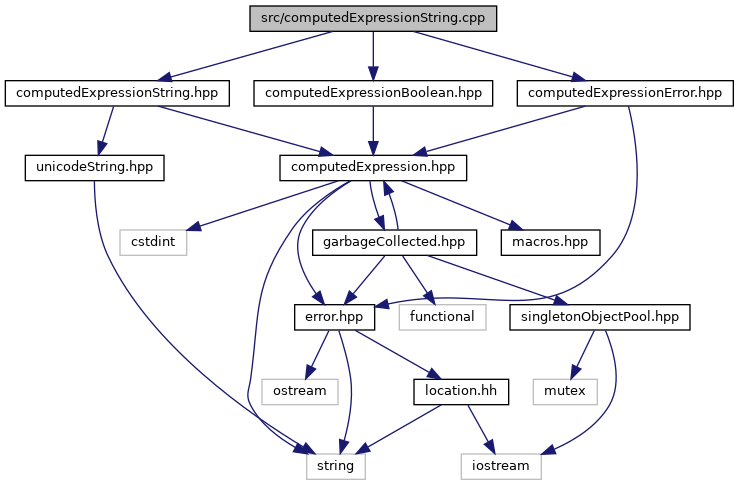 src/computedExpressionString.cpp
computedExpressionString.hpp
computedExpressionBoolean.hpp
computedExpressionError.hpp
unicodeString.hpp
computedExpression.hpp
cstdint
garbageCollected.hpp
macros.hpp
error.hpp
functional
singletonObjectPool.hpp
ostream
location.hh
mutex
string
iostream